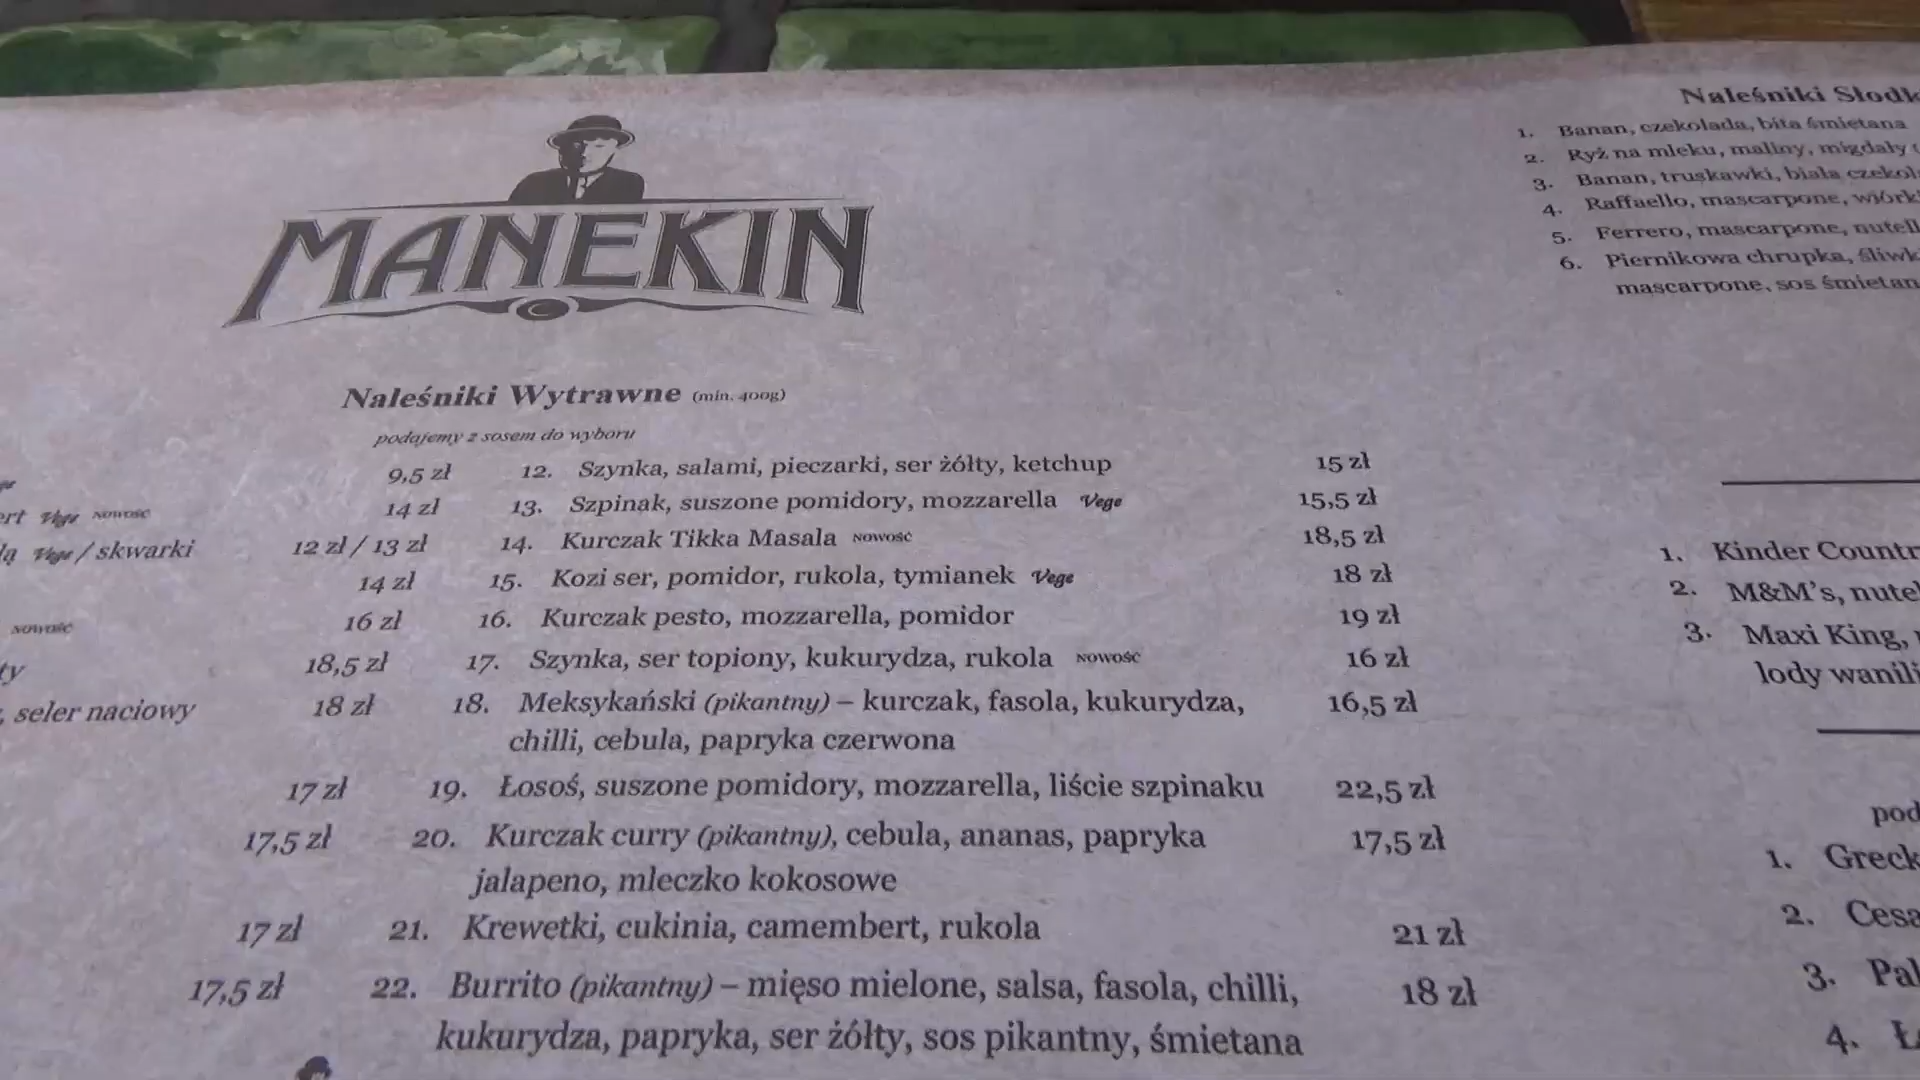 MANEKIN
Naleśniki Wytrawne (min. 400g)
podajemy z sosem do wyboru
9,5 zł
Vege NOWOŚĆ 14 zł
Vege / skwarki 12 zł / 13 zł
14 zł
NOWOŚĆ 16 zł
18,5 zł
seler naciowy 18 zł
17 zł
17,5 zł
17 zł
17,5 zł
12. Szynka, salami, pieczarki, ser żółty, ketchup 15 zł
13. Szpinak, suszone pomidory, mozzarella Vege 15,5 zł
14. Kurczak Tikka Masala NOWOŚĆ 18,5 zł
15. Kozi ser, pomidor, rukola, tymianek Vege 18 zł
16. Kurczak pesto, mozzarella, pomidor 19 zł
17. Szynka, ser topiony, kukurydza, rukola NOWOŚĆ 16 zł
18. Meksykański (pikantny) – kurczak, fasola, kukurydza, 16,5 zł
chilli, cebula, papryka czerwona
19. Łosoś, suszone pomidory, mozzarella, liście szpinaku 22,5 zł
20. Kurczak curry (pikantny), cebula, ananas, papryka 17,5 zł
jalapeno, mleczko kokosowe
21. Krewetki, cukinia, camembert, rukola 21 zł
22. Burrito (pikantny) – mięso mielone, salsa, fasola, chilli, 18 zł
kukurydza, papryka, ser żółty, sos pikantny, śmietana
Naleśniki Słodk
1. Banan, czekolada, bita śmietana
2. Ryż na mleku, maliny, migdały
3. Banan, truskawki, biała czekol
4. Raffaello, mascarpone, wiórk
5. Ferrero, mascarpone, nutell
6. Piernikowa chrupka, śliwk
mascarpone, sos śmietan
1. Kinder Countr
2. M&M's, nutel
3. Maxi King,
lody wanili
pod
1. Greck
2. Cesa
3. Pal
4.